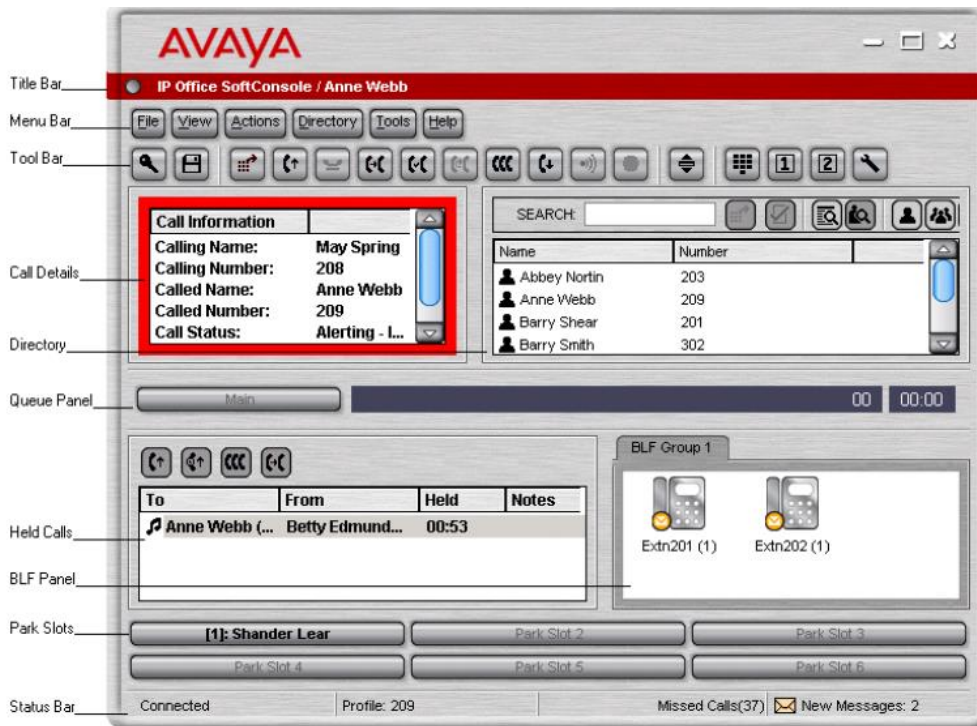 AVAYA
Title Bar
IP Office SoftConsole / Anne Webb
Menu Bar
File View Actions Directory Tools Help
Tool Bar
1 2
Call Details
Call Information
Calling Name: May Spring
Calling Number: 208
Called Name: Anne Webb
Called Number: 209
Call Status: Alerting - I...
Directory
SEARCH:
Name Number
Abbey Nortin 203
Anne Webb 209
Barry Shear 201
Barry Smith 302
Queue Panel
Main 00 00:00
Held Calls
To From Held Notes
Anne Webb (... Betty Edmund... 00:53
BLF Panel
BLF Group 1
Extn201 (1) Extn202 (1)
Park Slots
[1]: Shander Lear Park Slot 2 Park Slot 3
Park Slot 4 Park Slot 5 Park Slot 6
Status Bar
Connected Profile: 209 Missed Calls(37) New Messages: 2